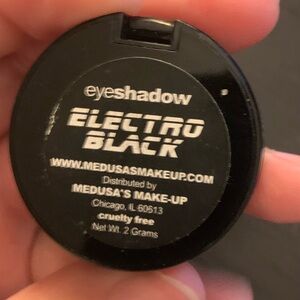 eyeshadow
ELECTRO
BLACK
WWW.MEDUSASMAKEUP.COM
Distributed by
MEDUSA'S MAKE-UP
Chicago, IL 60613
cruelty free
Net Wt. 2 Grams